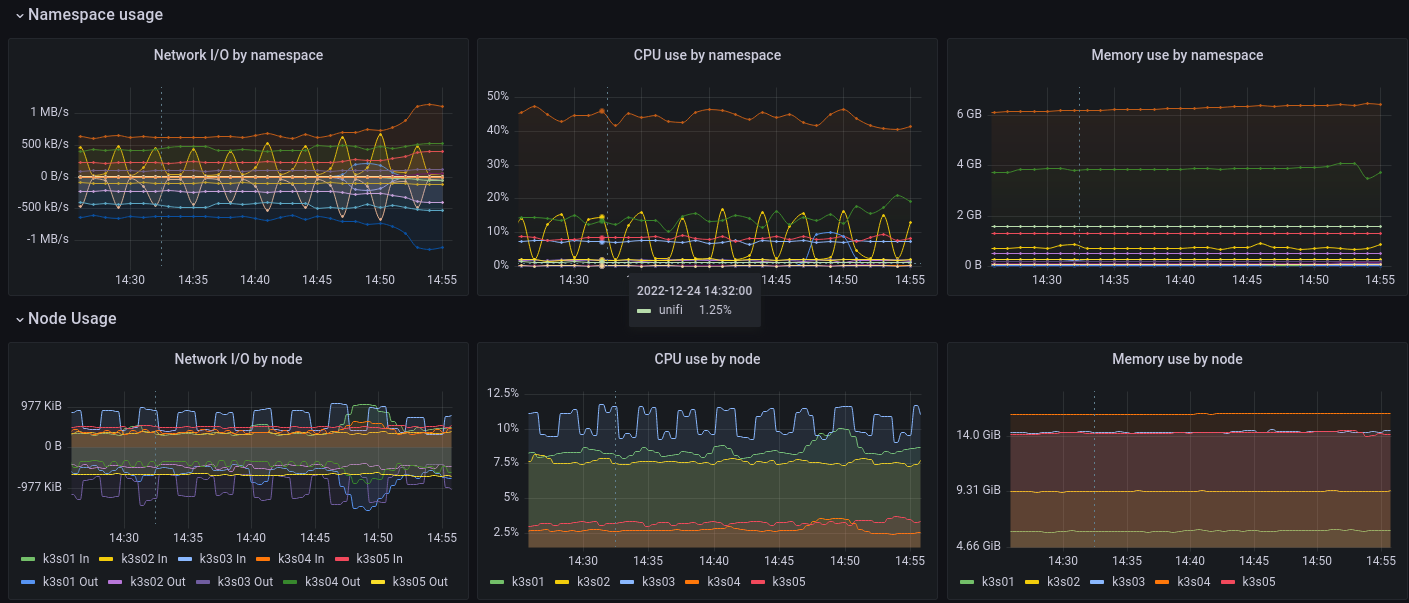 Namespace usage
Network I/O by namespace
1 MB/s
500 kB/s
0 B/s
-500 kB/s
-1 MB/s
14:30 14:35 14:40 14:45 14:50 14:55
CPU use by namespace
50%
40%
30%
20%
10%
0%
14:30 14:35 14:40 14:45 14:50 14:55
2022-12-24 14:32:00
unifi 1.25%
Memory use by namespace
6 GB
4 GB
2 GB
0 B
14:30 14:35 14:40 14:45 14:50 14:55
Node Usage
Network I/O by node
977 KiB
0 B
-977 KiB
14:30 14:35 14:40 14:45 14:50 14:55
k3s01 In k3s02 In k3s03 In k3s04 In k3s05 In
k3s01 Out k3s02 Out k3s03 Out k3s04 Out k3s05 Out
CPU use by node
12.5%
10%
7.5%
5%
2.5%
14:30 14:35 14:40 14:45 14:50 14:55
k3s01 k3s02 k3s03 k3s04 k3s05
Memory use by node
14.0 GiB
9.31 GiB
4.66 GiB
14:30 14:35 14:40 14:45 14:50 14:55
k3s01 k3s02 k3s03 k3s04 k3s05